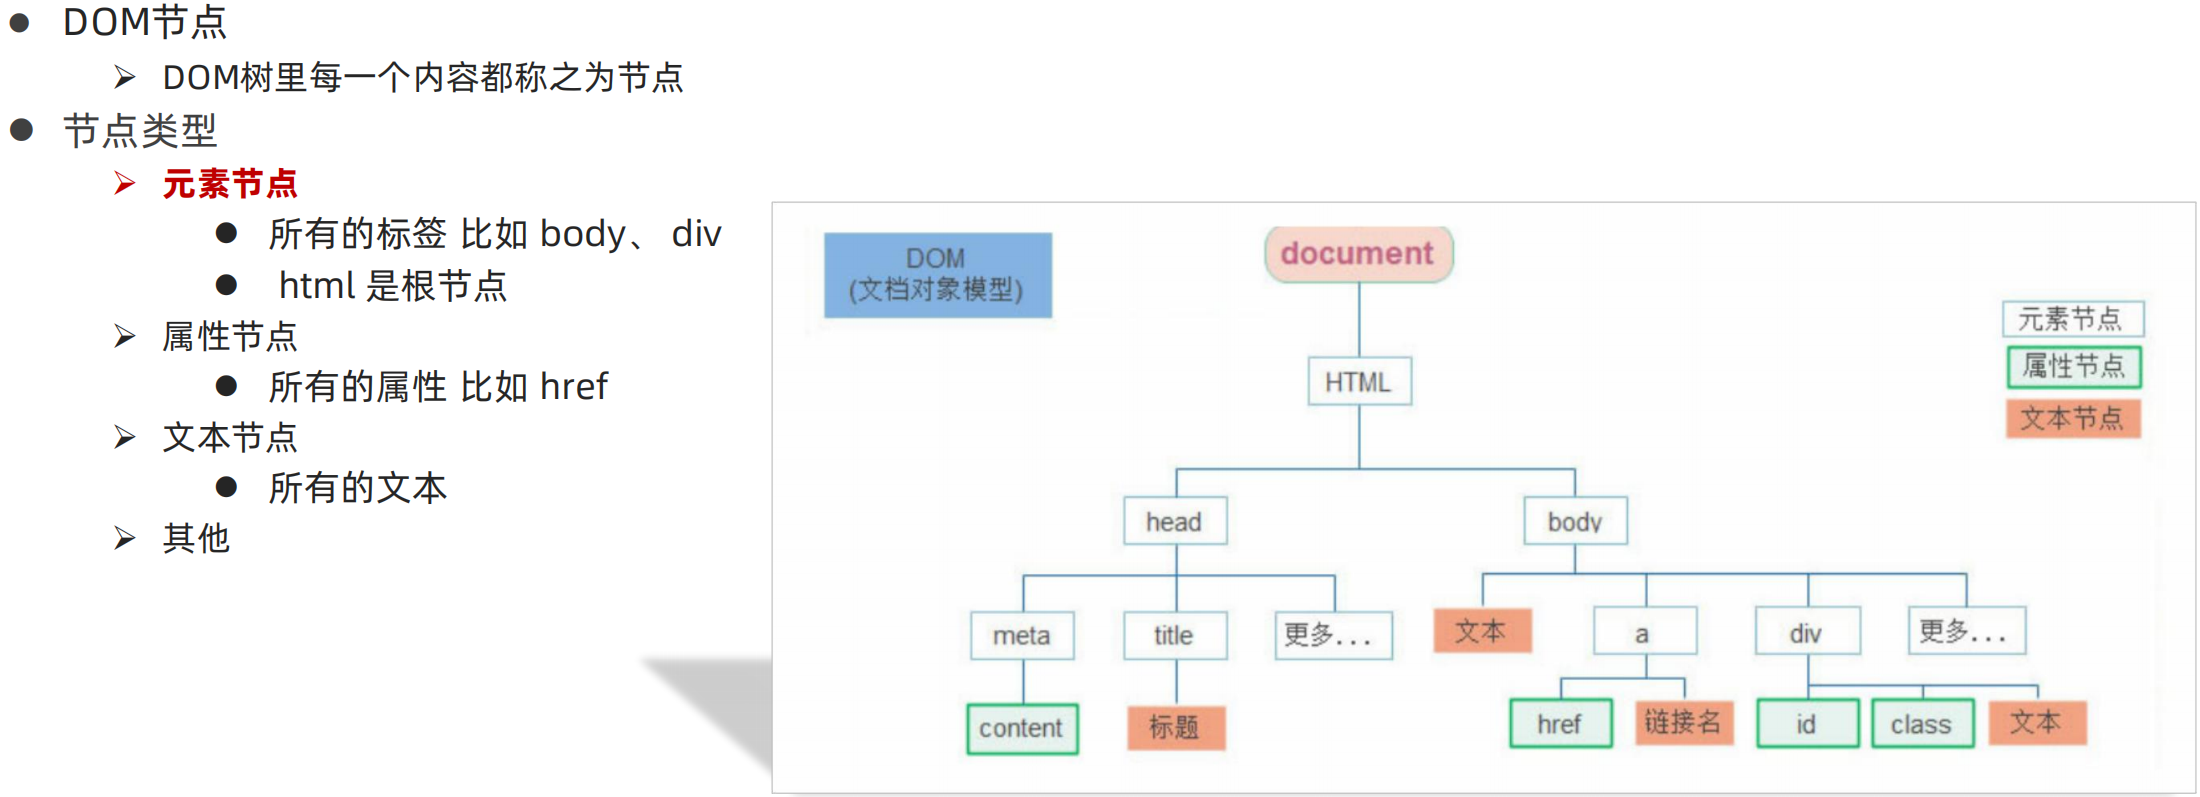 DOM节点
DOM树里每一个内容都称之为节点
节点类型
元素节点
所有的标签 比如 body、 div
html 是根节点
属性节点
所有的属性 比如 href
文本节点
所有的文本
其他
DOM
(文档对象模型)
document
元素节点
属性节点
文本节点
HTML
head
body
meta
title
更多...
文本
a
div
更多...
content
标题
href
链接名
id
class
文本